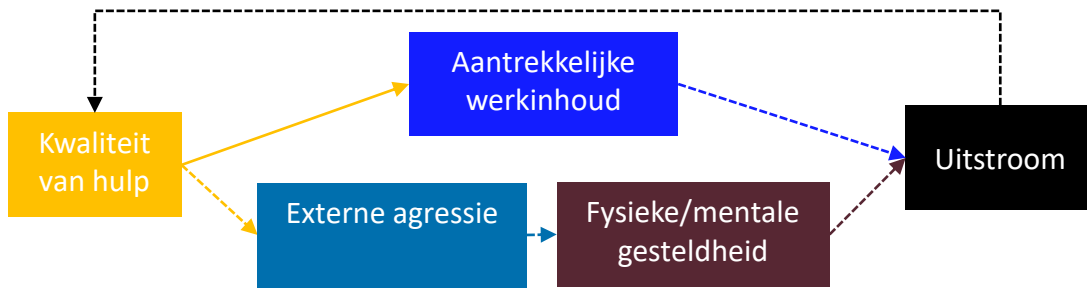 Aantrekkelijke
werkinhoud
Kwaliteit
van hulp
Uitstroom
Externe agressie
Fysieke/mentale
gesteldheid